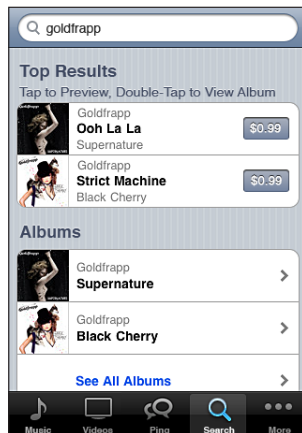 goldfrapp
Top Results
Tap to Preview, Double-Tap to View Album
Goldfrapp
Ooh La La
Supernature
$0.99
Goldfrapp
Strict Machine
Black Cherry
$0.99
Albums
Goldfrapp
Supernature
Goldfrapp
Black Cherry
See All Albums
Music Videos Ping Search More